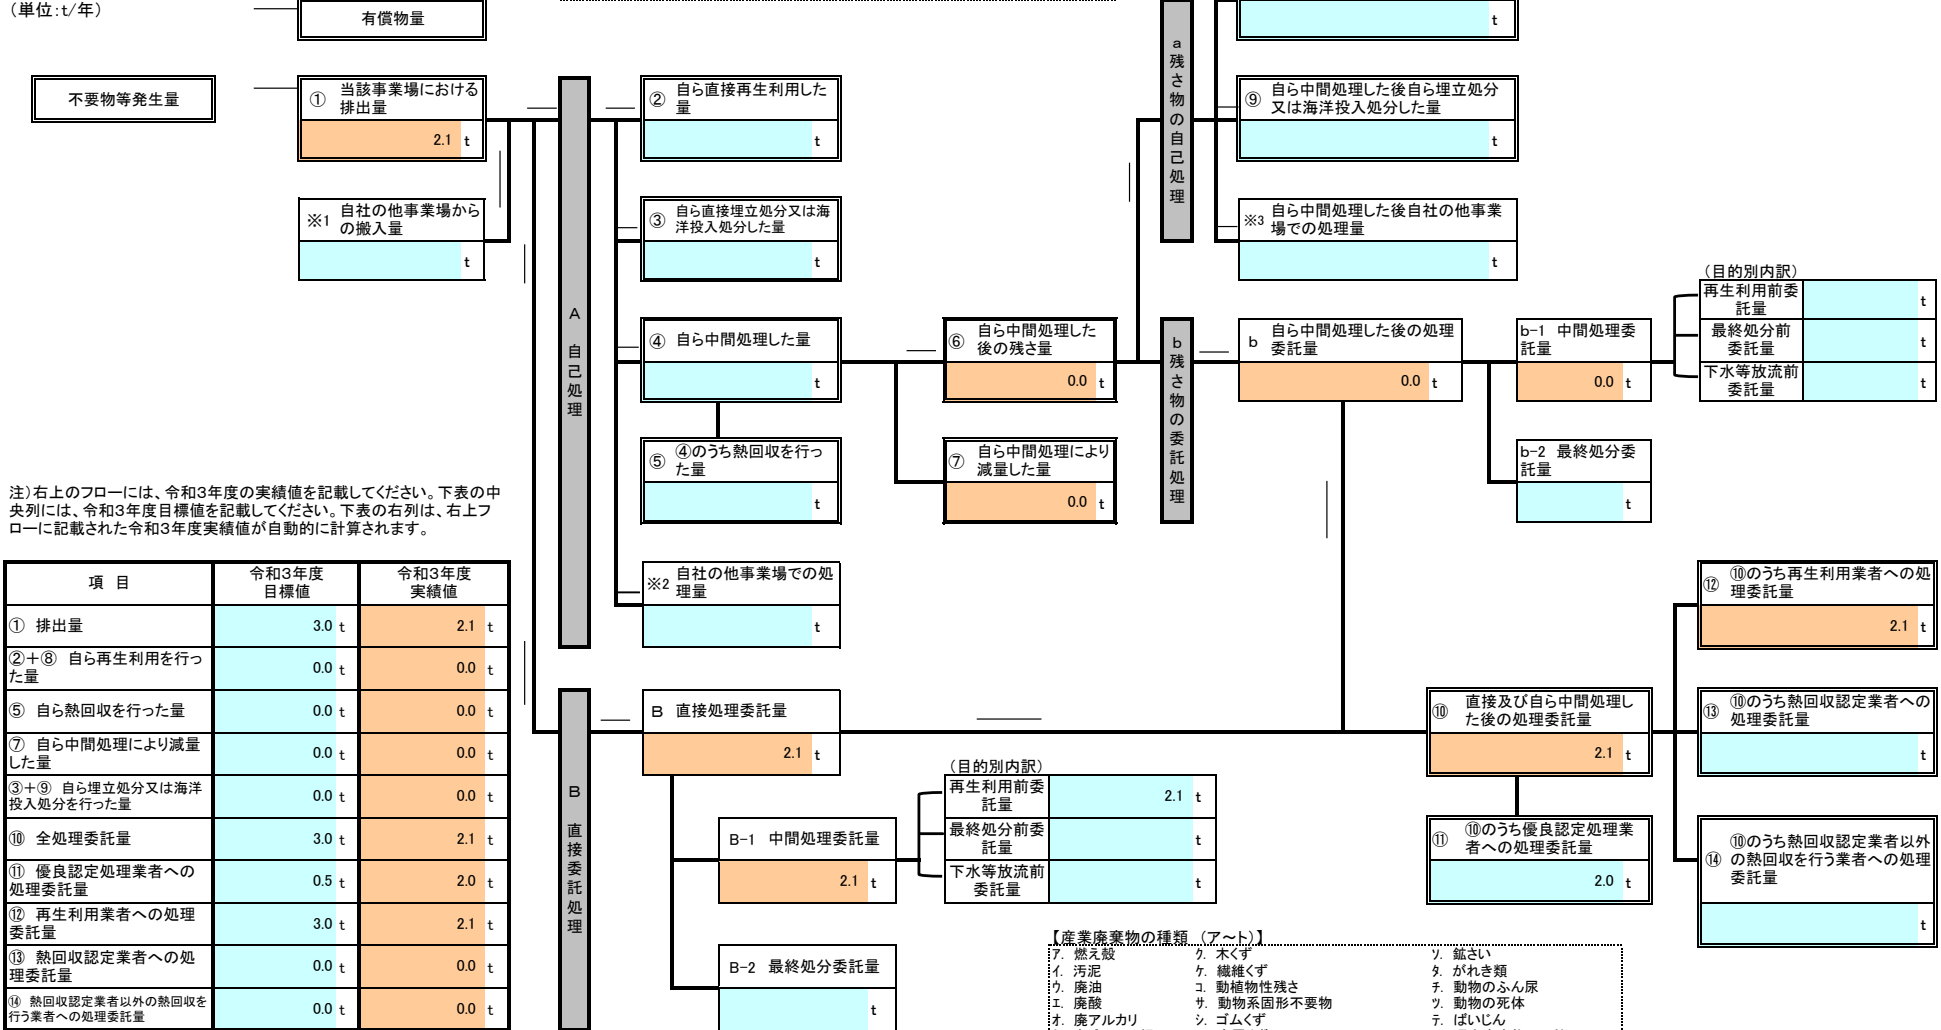 （単位：t/年）
有償物量
t
不要物等発生量
① 当該事業場における
排出量
2.1 t
※1 自社の他事業場から
の搬入量
t
A 自己処理
② 自ら直接再生利用した
量
t
③ 自ら直接埋立処分又は海
洋投入処分した量
t
④ 自ら中間処理した量
t
⑤ ④のうち熱回収を行っ
た量
t
※2 自社の他事業場での処
理量
t
⑥ 自ら中間処理した
後の残さ量
0.0 t
⑦ 自ら中間処理により
減量した量
0.0 t
a 残さ物の自己処理
⑨ 自ら中間処理した後自ら埋立処分
又は海洋投入処分した量
t
※3 自ら中間処理した後自社の他事業
場での処理量
t
b 残さ物の委託処理
b 自ら中間処理した後の処理
委託量
0.0 t
b-1 中間処理委
託量
0.0 t
b-2 最終処分委
託量
t
（目的別内訳）
再生利用前委
託量
t
最終処分前
委託量
t
下水等放流前
委託量
t
注）右上のフローには、令和3年度の実績値を記載してください。下表の中
央列には、令和3年度目標値を記載してください。下表の右列は、右上フ
ローに記載された令和3年度実績値が自動的に計算されます。
項 目 令和3年度 目標値 令和3年度 実績値
① 排出量 3.0 t 2.1 t
②＋⑧ 自ら再生利用を行っ
た量 0.0 t 0.0 t
⑤ 自ら熱回収を行った量 0.0 t 0.0 t
⑦ 自ら中間処理により減量
した量 0.0 t 0.0 t
③＋⑨ 自ら埋立処分又は海洋
投入処分を行った量 0.0 t 0.0 t
⑩ 全処理委託量 3.0 t 2.1 t
⑪ 優良認定処理業者への
処理委託量 0.5 t 2.0 t
⑫ 再生利用業者への処理
委託量 3.0 t 2.1 t
⑬ 熱回収認定業者への処
理委託量 0.0 t 0.0 t
⑭ 熱回収認定業者以外の熱回収を
行う業者への処理委託量 0.0 t 0.0 t
B 直接委託処理
B 直接処理委託量
2.1 t
B-1 中間処理委託量
2.1 t
B-2 最終処分委託量
t
（目的別内訳）
再生利用前委
託量
2.1 t
最終処分前委
託量
t
下水等放流前
委託量
t
⑩ 直接及び自ら中間処理し
た後の処理委託量
2.1 t
⑪ ⑩のうち優良認定処理業
者への処理委託量
2.0 t
⑫ ⑩のうち再生利用業者への処
理委託量
2.1 t
⑬ ⑩のうち熱回収認定業者への
処理委託量
t
⑭ ⑩のうち熱回収認定業者以外
の熱回収を行う業者への処理
委託量
t
【産業廃棄物の種類 （ア～ト）】
ア. 燃え殻 ク. 木くず ソ. 鉱さい
イ. 汚泥 ケ. 繊維くず タ. がれき類
ウ. 廃油 コ. 動植物性残さ チ. 動物のふん尿
エ. 廃酸 サ. 動物系固形不要物 ツ. 動物の死体
オ. 廃アルカリ シ. ゴムくず テ. ばいじん